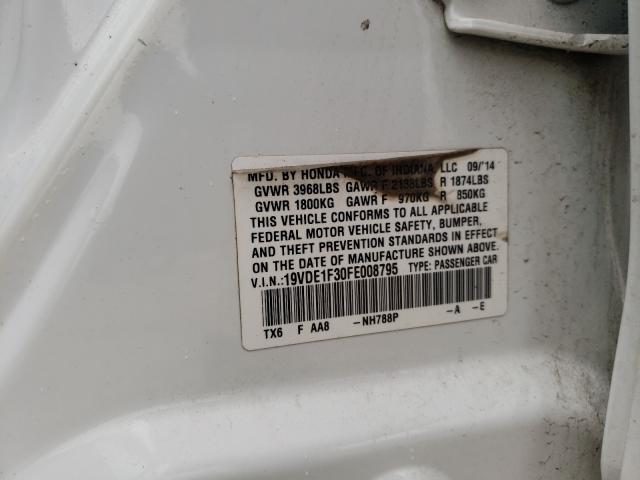 MFD. BY HONDA MFG. OF INDIANA LLC 09/'14
GVWR 3968LBS GAWR F 2138LBS R 1874LBS
GVWR 1800KG GAWR F 970KG R 850KG
THIS VEHICLE CONFORMS TO ALL APPLICABLE
FEDERAL MOTOR VEHICLE SAFETY, BUMPER,
AND THEFT PREVENTION STANDARDS IN EFFECT
ON THE DATE OF MANUFACTURE SHOWN ABOVE.
V.I.N.:19VDE1F30FE008795 TYPE: PASSENGER CAR
TX6 F AA8 -NH788P -A -E